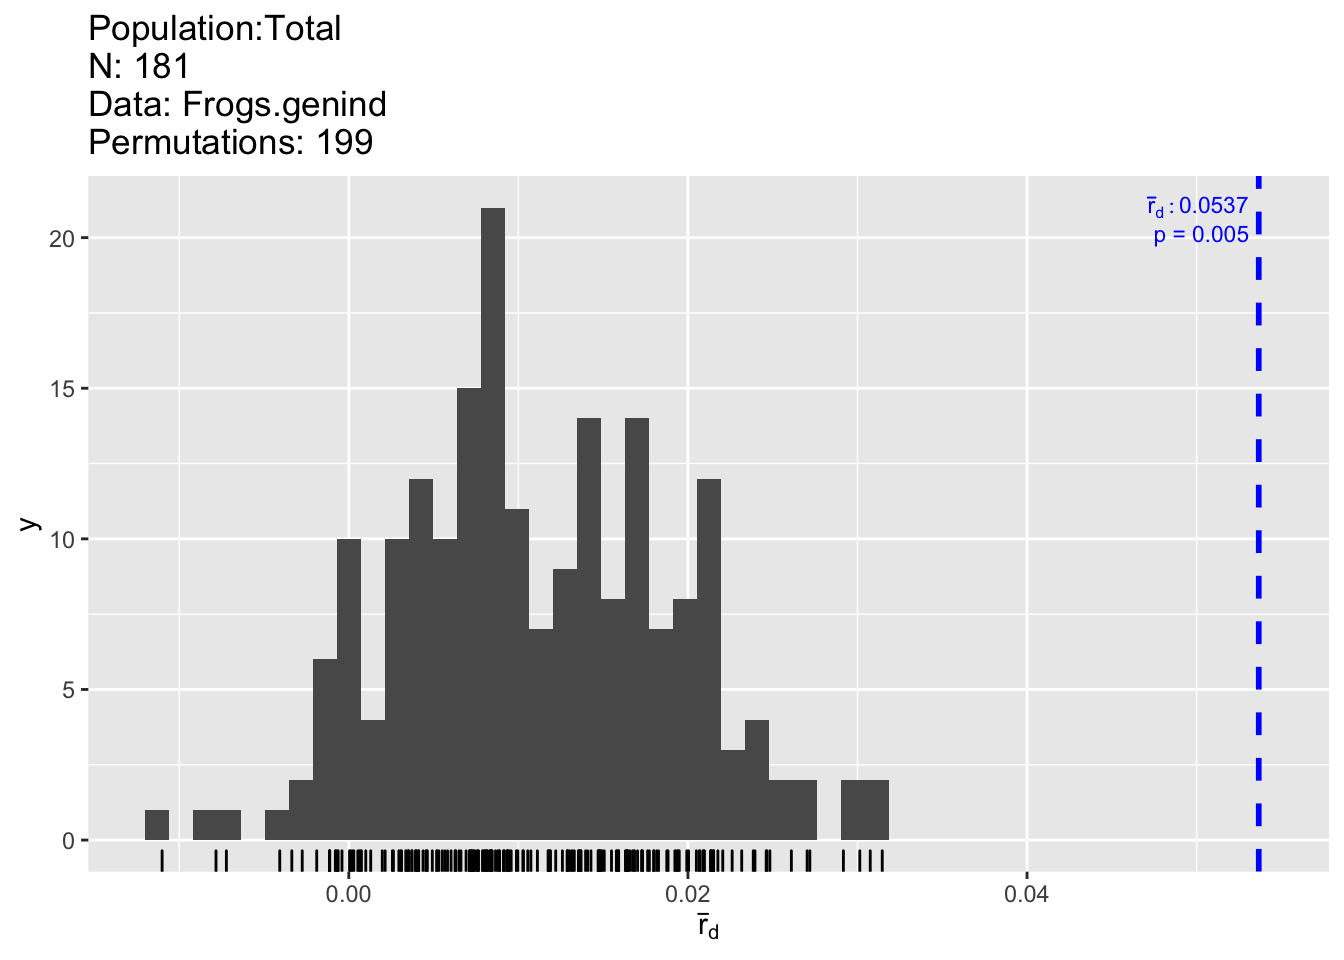 Population:Total
N: 181
Data: Frogs.genind
Permutations: 199
r̄d : 0.0537
p = 0.005
20
15
10
5
0
y
0.00 0.02 0.04
r̄d